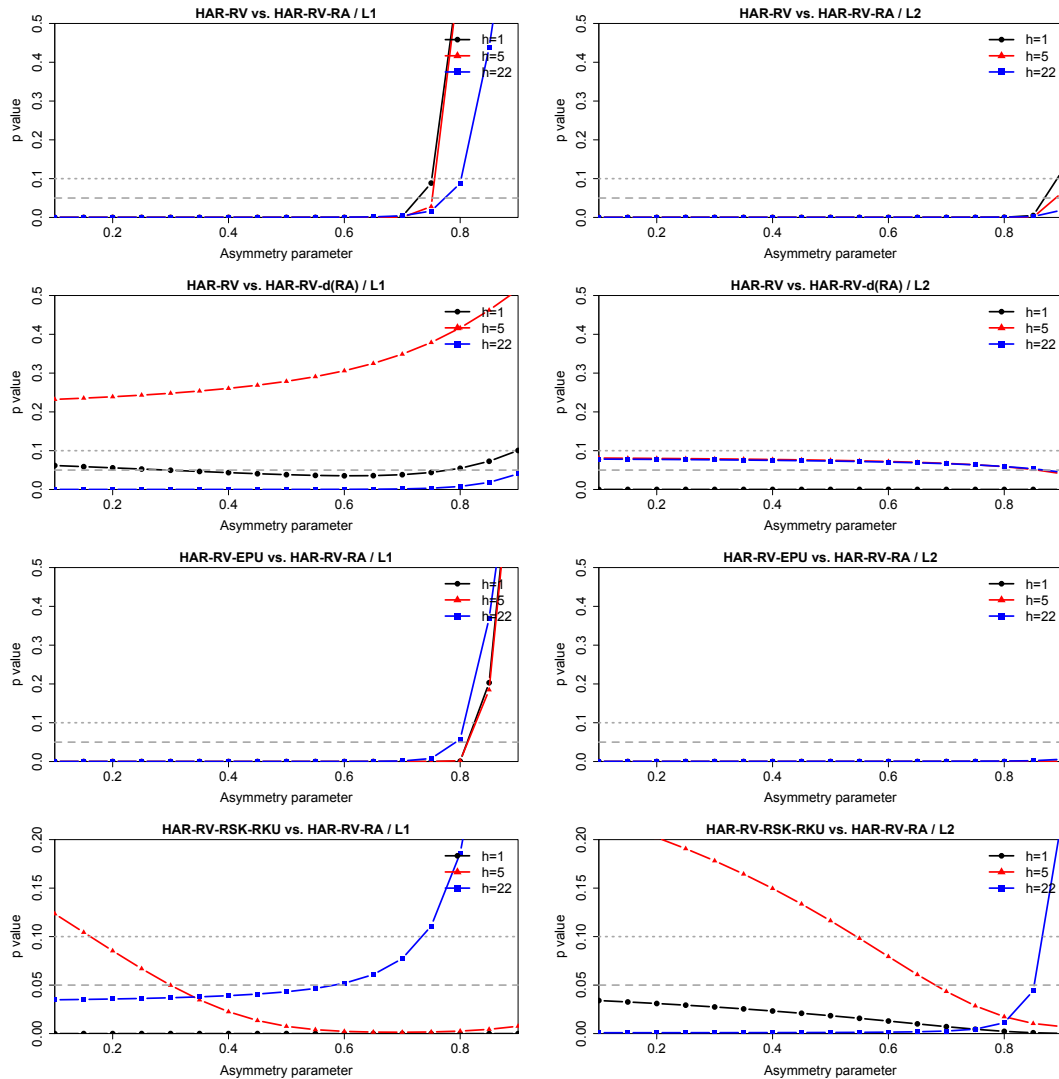 HAR-RV vs. HAR-RV-RA / L1
p value
0.0 0.1 0.2 0.3 0.4 0.5
h=1
h=5
h=22
0.2 0.4 0.6 0.8
Asymmetry parameter
HAR-RV vs. HAR-RV-RA / L2
p value
0.0 0.1 0.2 0.3 0.4 0.5
h=1
h=5
h=22
0.2 0.4 0.6 0.8
Asymmetry parameter
HAR-RV vs. HAR-RV-d(RA) / L1
p value
0.0 0.1 0.2 0.3 0.4 0.5
h=1
h=5
h=22
0.2 0.4 0.6 0.8
Asymmetry parameter
HAR-RV vs. HAR-RV-d(RA) / L2
p value
0.0 0.1 0.2 0.3 0.4 0.5
h=1
h=5
h=22
0.2 0.4 0.6 0.8
Asymmetry parameter
HAR-RV-EPU vs. HAR-RV-RA / L1
p value
0.0 0.1 0.2 0.3 0.4 0.5
h=1
h=5
h=22
0.2 0.4 0.6 0.8
Asymmetry parameter
HAR-RV-EPU vs. HAR-RV-RA / L2
p value
0.0 0.1 0.2 0.3 0.4 0.5
h=1
h=5
h=22
0.2 0.4 0.6 0.8
Asymmetry parameter
HAR-RV-RSK-RKU vs. HAR-RV-RA / L1
p value
0.00 0.05 0.10 0.15 0.20
h=1
h=5
h=22
0.2 0.4 0.6 0.8
Asymmetry parameter
HAR-RV-RSK-RKU vs. HAR-RV-RA / L2
p value
0.00 0.05 0.10 0.15 0.20
h=1
h=5
h=22
0.2 0.4 0.6 0.8
Asymmetry parameter